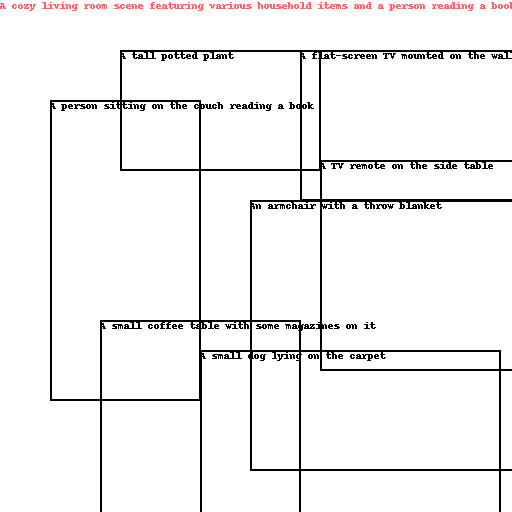 A cozy living room scene featuring various household items and a person reading a book
A tall potted plant
A flat-screen TV mounted on the wall
A person sitting on the couch reading a book
A TV remote on the side table
An armchair with a throw blanket
A small coffee table with some magazines on it
A small dog lying on the carpet